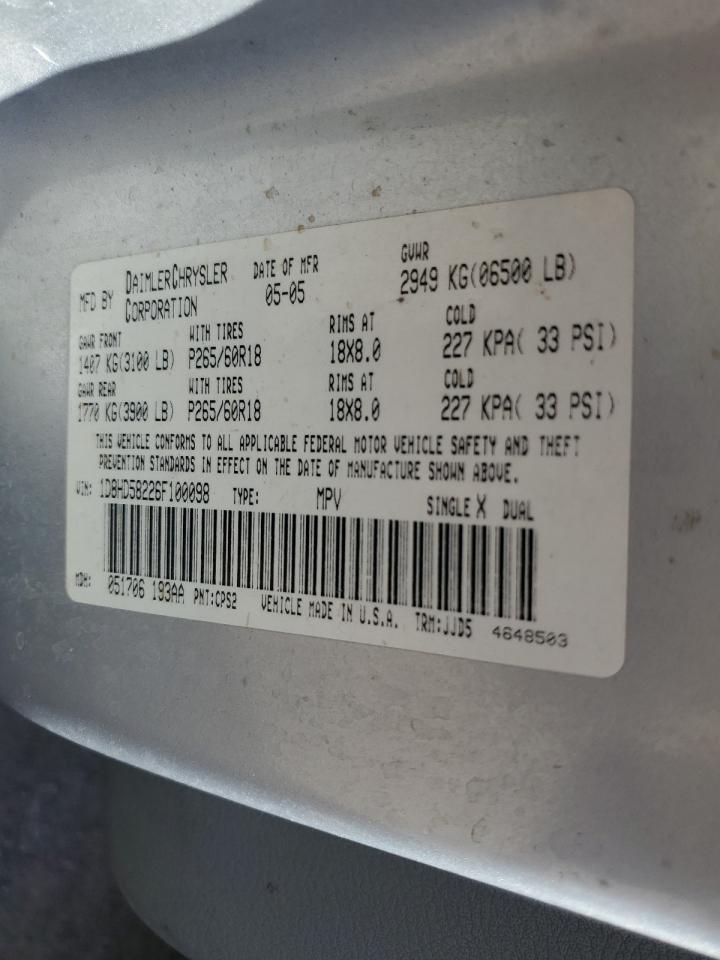 MFD BY DAIMLERCHRYSLER CORPORATION DATE OF MFR 05-05 GVWR 2949 KG(06500 LB)
GAWR FRONT WITH TIRES RIMS AT COLD
1407 KG(3100 LB) P265/60R18 18X8.0 227 KPA( 33 PSI)
GAWR REAR WITH TIRES RIMS AT COLD
1770 KG(3900 LB) P265/60R18 18X8.0 227 KPA( 33 PSI)
THIS VEHICLE CONFORMS TO ALL APPLICABLE FEDERAL MOTOR VEHICLE SAFETY AND THEFT
PREVENTION STANDARDS IN EFFECT ON THE DATE OF MANUFACTURE SHOWN ABOVE.
VIN: 1D8HD58226F100098 TYPE: MPV SINGLE X DUAL
MDH: 051706 193AA PNT:CPS2 VEHICLE MADE IN U.S.A. TRM:JJD5 4648503